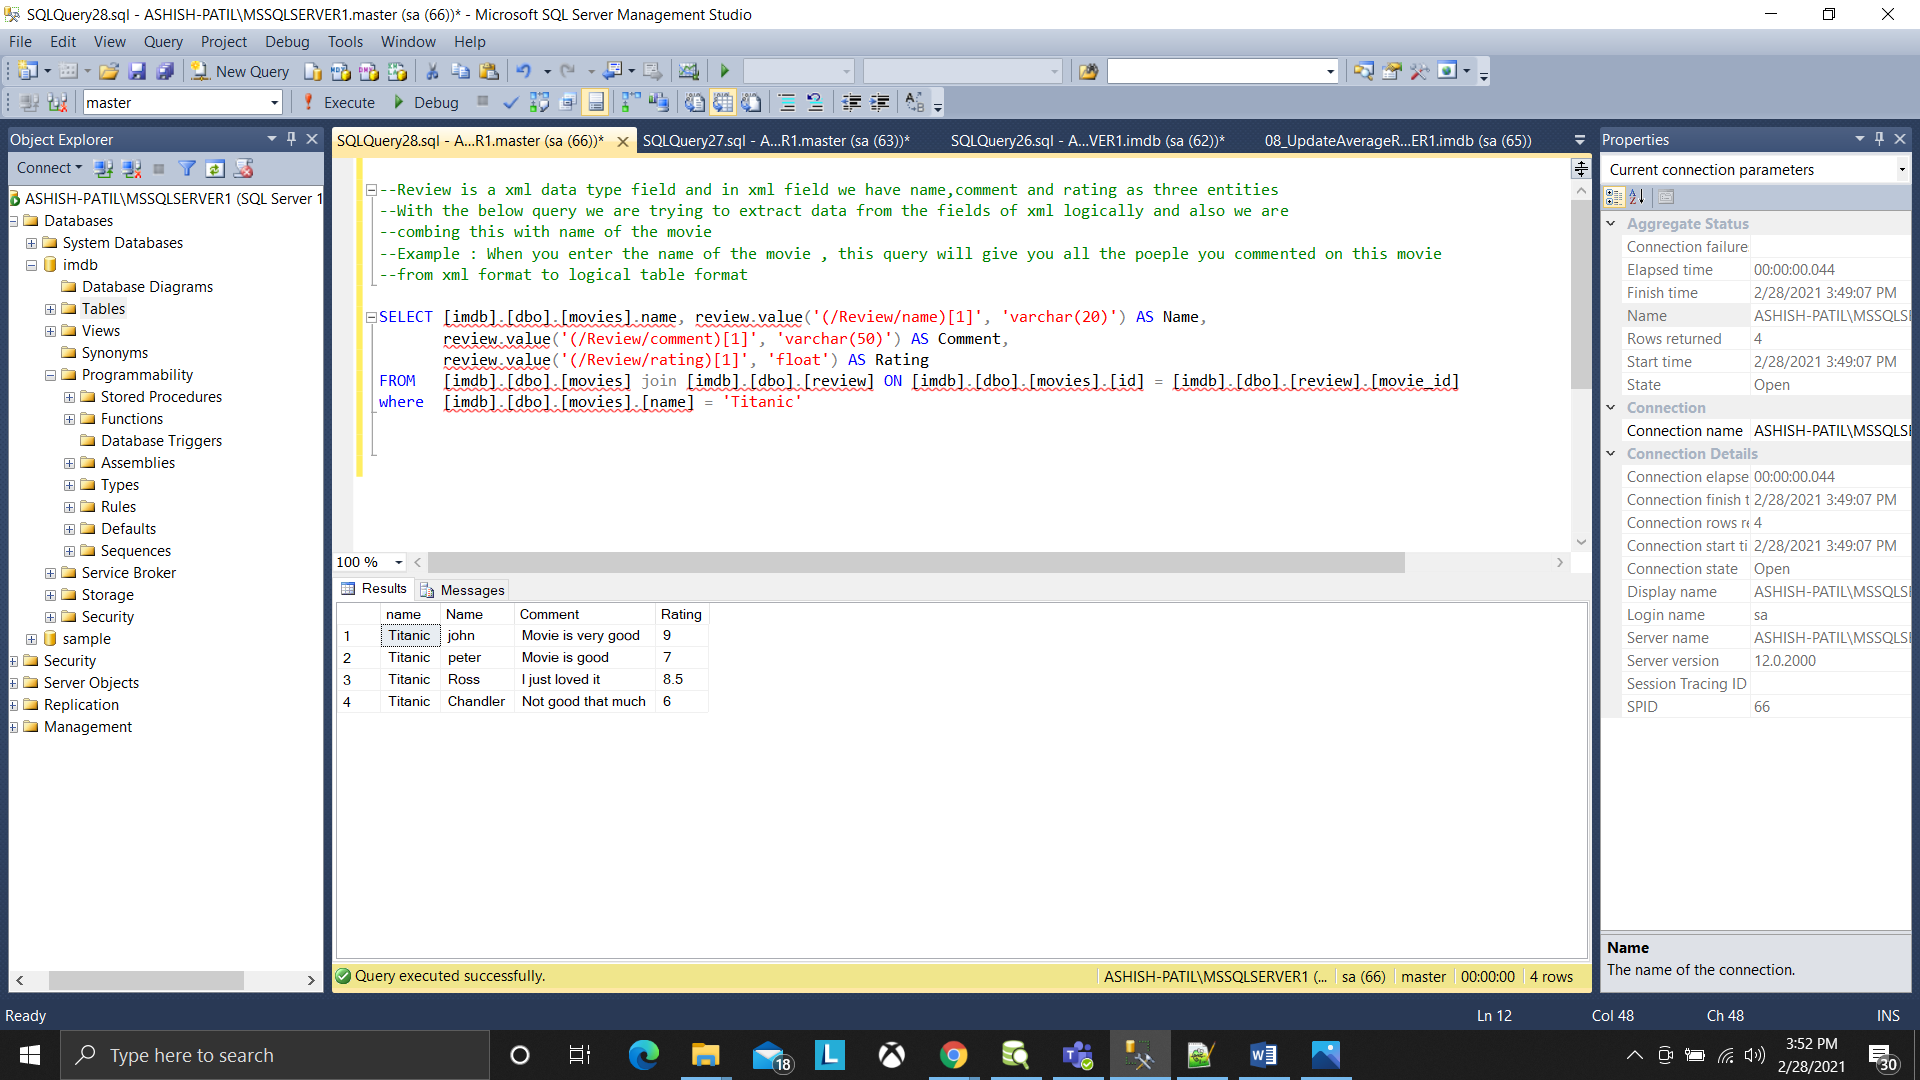 SQLQuery28.sql - ASHISH-PATIL\MSSQLSERVER1.master (sa (66))* - Microsoft SQL Server Management Studio
File Edit View Query Project Debug Tools Window Help
New Query
master Execute Debug
Object Explorer
Connect
ASHISH-PATIL\MSSQLSERVER1 (SQL Server 1
Databases
System Databases
imdb
Database Diagrams
Tables
Views
Synonyms
Programmability
Stored Procedures
Functions
Database Triggers
Assemblies
Types
Rules
Defaults
Sequences
Service Broker
Storage
Security
sample
Security
Server Objects
Replication
Management
SQLQuery28.sql - A...R1.master (sa (66))* SQLQuery27.sql - A...R1.master (sa (63))* SQLQuery26.sql - A...VER1.imdb (sa (62))* 08_UpdateAverageR...ER1.imdb (sa (65))
--Review is a xml data type field and in xml field we have name,comment and rating as three entities
--With the below query we are trying to extract data from the fields of xml logically and also we are
--combing this with name of the movie
--Example : When you enter the name of the movie , this query will give you all the poeple you commented on this movie
--from xml format to logical table format
SELECT [imdb].[dbo].[movies].name, review.value('(/Review/name)[1]', 'varchar(20)') AS Name,
review.value('(/Review/comment)[1]', 'varchar(50)') AS Comment,
review.value('(/Review/rating)[1]', 'float') AS Rating
FROM [imdb].[dbo].[movies] join [imdb].[dbo].[review] ON [imdb].[dbo].[movies].[id] = [imdb].[dbo].[review].[movie_id]
where [imdb].[dbo].[movies].[name] = 'Titanic'
100 %
Results Messages
name Name Comment Rating
1 Titanic john Movie is very good 9
2 Titanic peter Movie is good 7
3 Titanic Ross I just loved it 8.5
4 Titanic Chandler Not good that much 6
Query executed successfully. ASHISH-PATIL\MSSQLSERVER1 (... sa (66) master 00:00:00 4 rows
Properties
Current connection parameters
Aggregate Status
Connection failure
Elapsed time 00:00:00.044
Finish time 2/28/2021 3:49:07 PM
Name ASHISH-PATIL\MSSQLSI
Rows returned 4
Start time 2/28/2021 3:49:07 PM
State Open
Connection
Connection name ASHISH-PATIL\MSSQLSI
Connection Details
Connection elapse 00:00:00.044
Connection finish t 2/28/2021 3:49:07 PM
Connection rows re 4
Connection start ti 2/28/2021 3:49:07 PM
Connection state Open
Display name ASHISH-PATIL\MSSQLSI
Login name sa
Server name ASHISH-PATIL\MSSQLSI
Server version 12.0.2000
Session Tracing ID
SPID 66
Name
The name of the connection.
Ready Ln 12 Col 48 Ch 48 INS
Type here to search
18
3:52 PM
2/28/2021
30